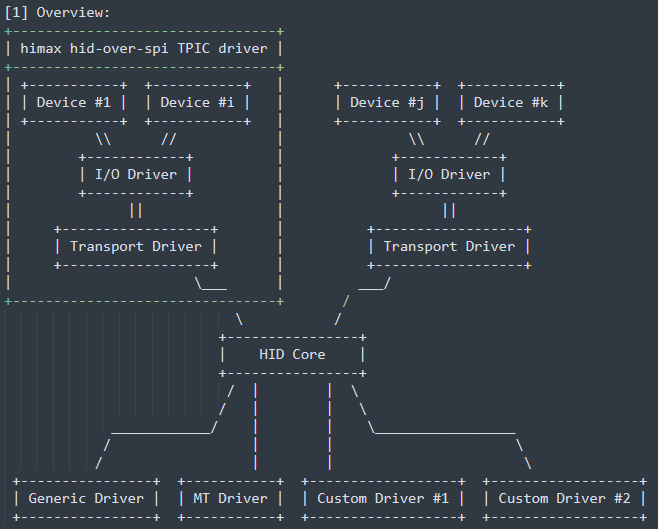 [1] Overview:
himax hid-over-spi TPIC driver
Device #1 Device #i Device #j Device #k
I/O Driver I/O Driver
Transport Driver Transport Driver
HID Core
Generic Driver MT Driver Custom Driver #1 Custom Driver #2